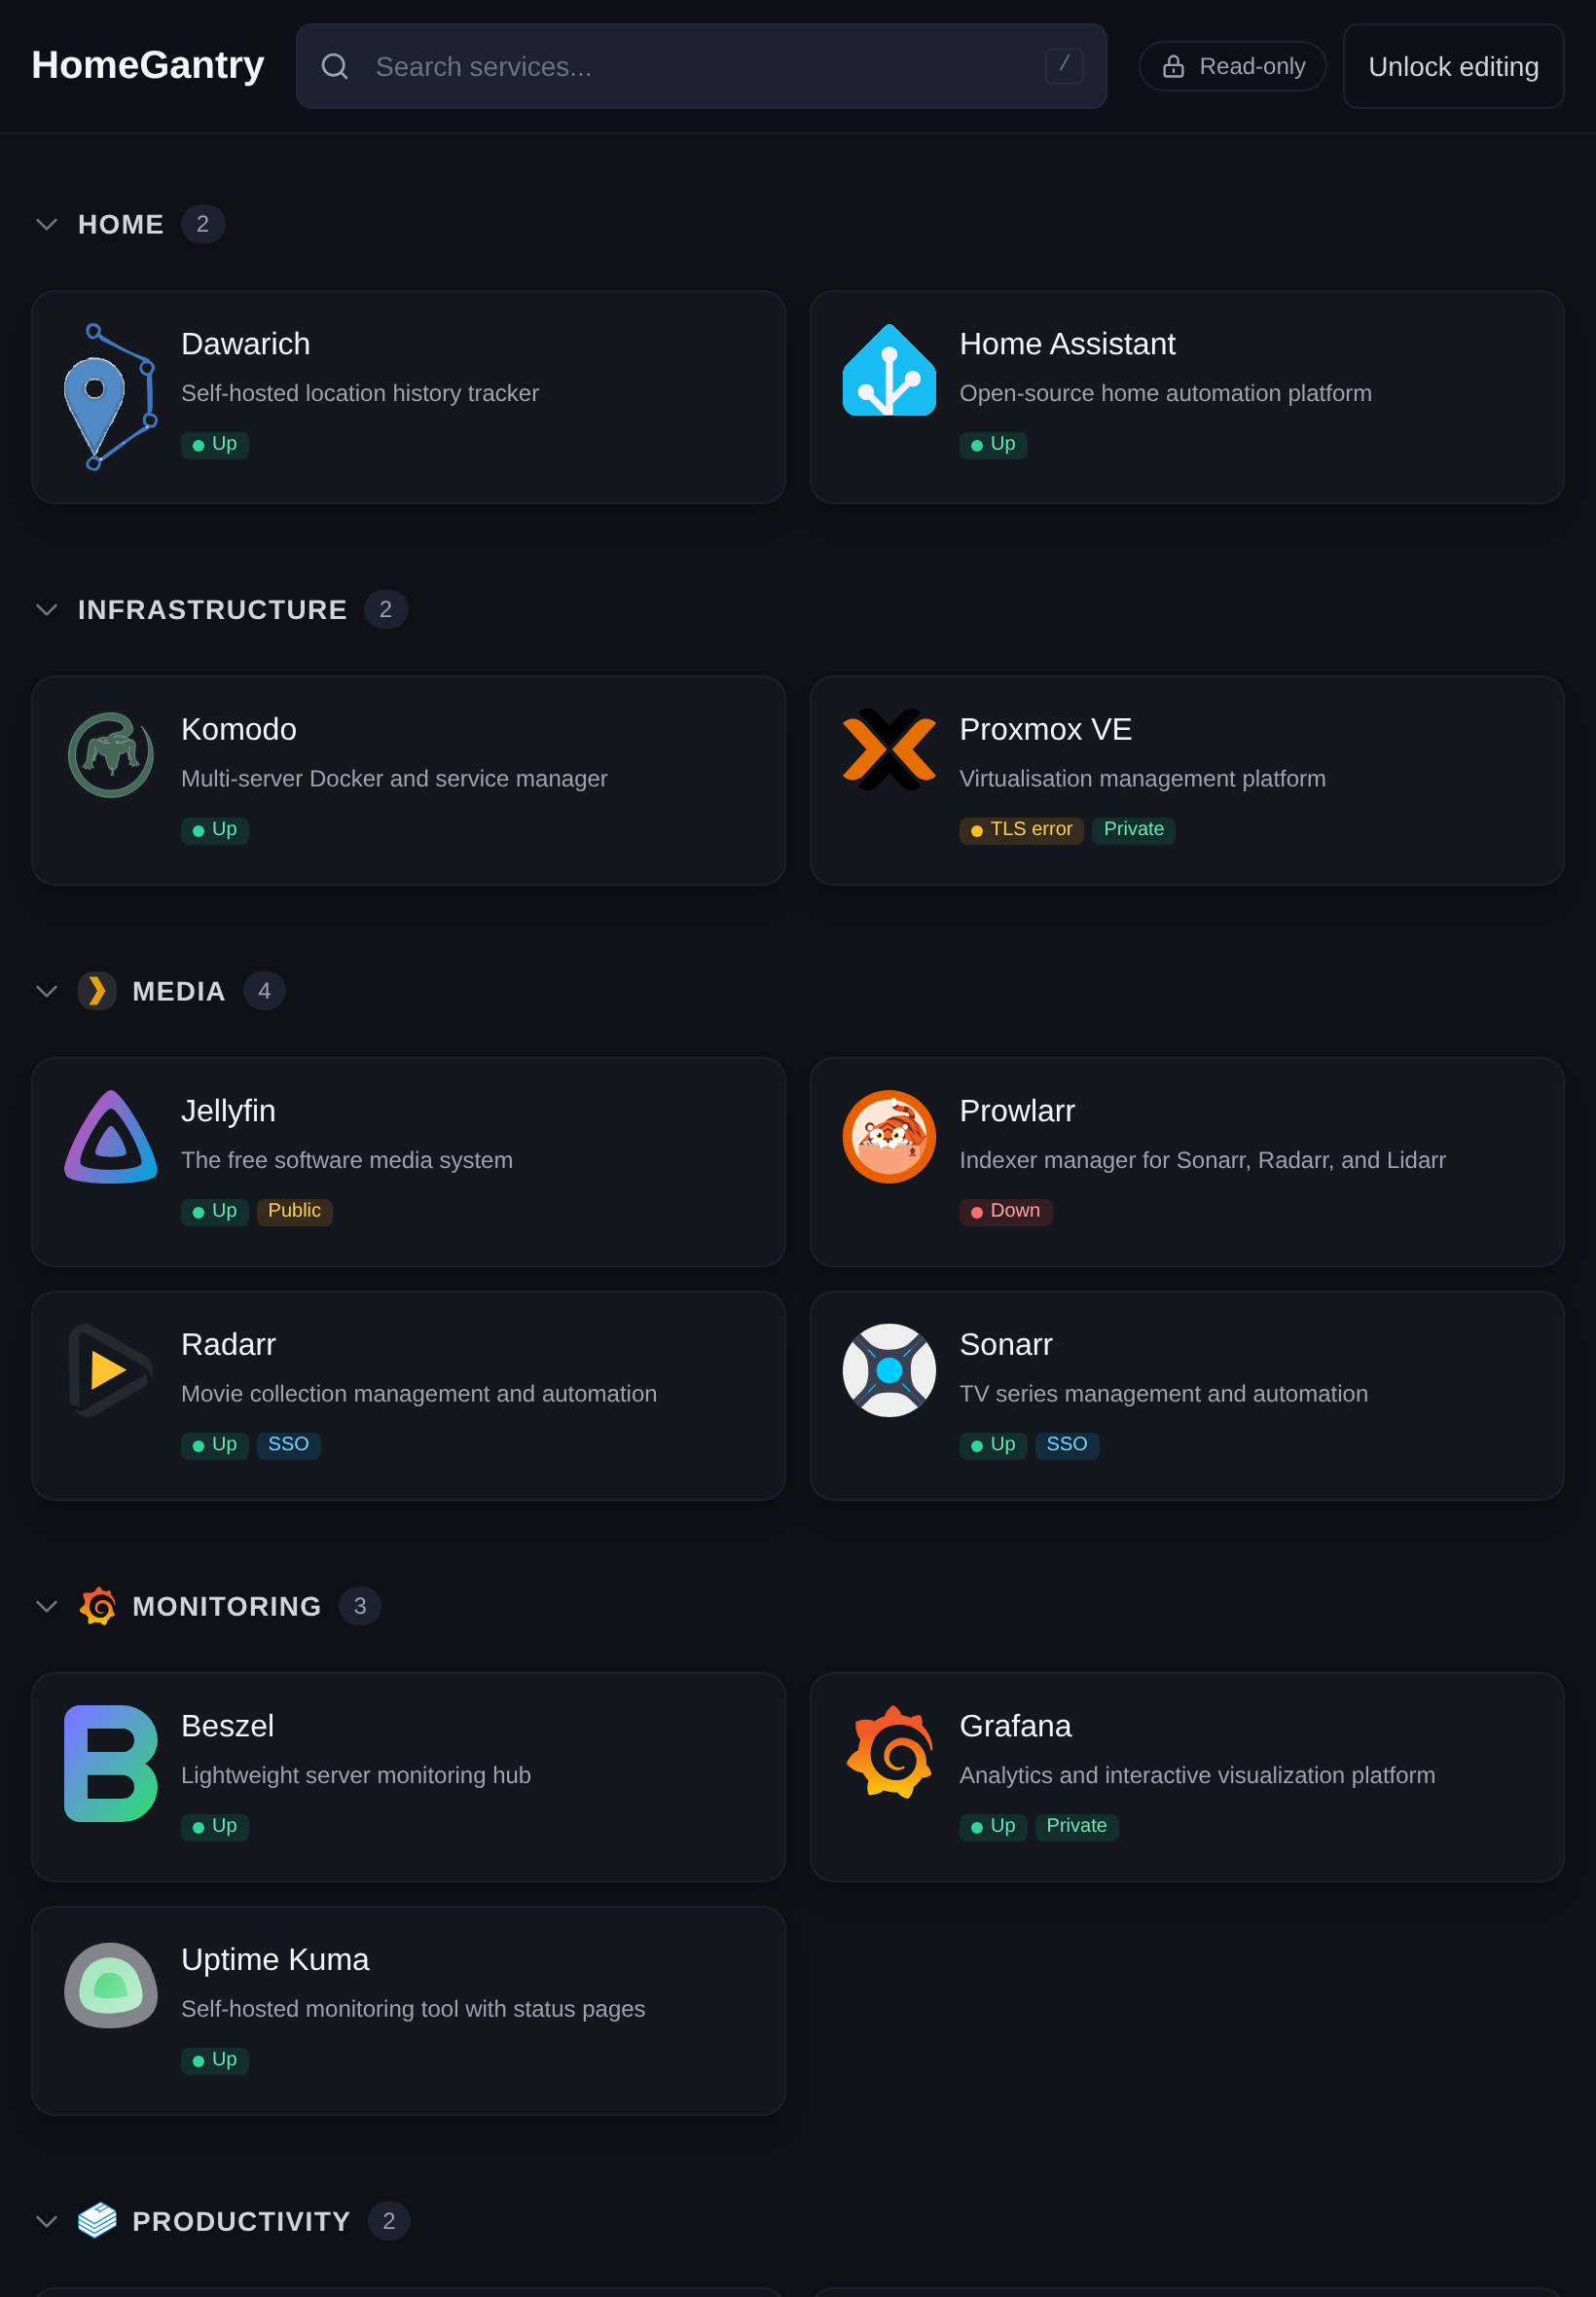 HomeGantry
Search services...
/
Read-only
Unlock editing
HOME 2
Dawarich
Self-hosted location history tracker
Up
Home Assistant
Open-source home automation platform
Up
INFRASTRUCTURE 2
Komodo
Multi-server Docker and service manager
Up
Proxmox VE
Virtualisation management platform
TLS error Private
MEDIA 4
Jellyfin
The free software media system
Up Public
Prowlarr
Indexer manager for Sonarr, Radarr, and Lidarr
Down
Radarr
Movie collection management and automation
Up SSO
Sonarr
TV series management and automation
Up SSO
MONITORING 3
Beszel
Lightweight server monitoring hub
Up
Grafana
Analytics and interactive visualization platform
Up Private
Uptime Kuma
Self-hosted monitoring tool with status pages
Up
PRODUCTIVITY 2